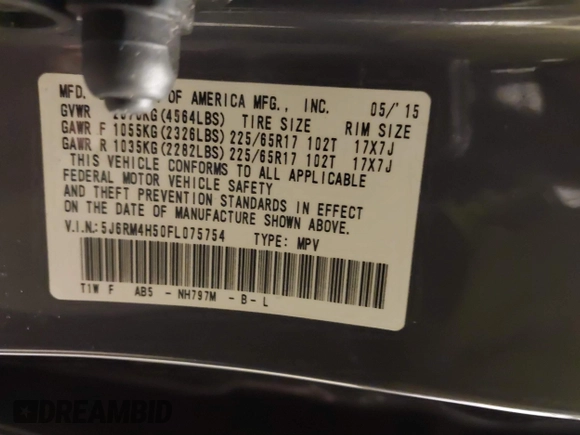 MFD. OF AMERICA MFG., INC. 05/'15
GVWR (4564LBS) TIRE SIZE RIM SIZE
GAWR F 1055KG(2326LBS) 225/65R17 102T 17X7J
GAWR R 1035KG(2282LBS) 225/65R17 102T 17X7J
THIS VEHICLE CONFORMS TO ALL APPLICABLE
FEDERAL MOTOR VEHICLE SAFETY
AND THEFT PREVENTION STANDARDS IN EFFECT
ON THE DATE OF MANUFACTURE SHOWN ABOVE.
V.I.N.:5J6RM4H50FL075754 TYPE: MPV
T1W F AB5 - NH797M - B - L
DREAMBID